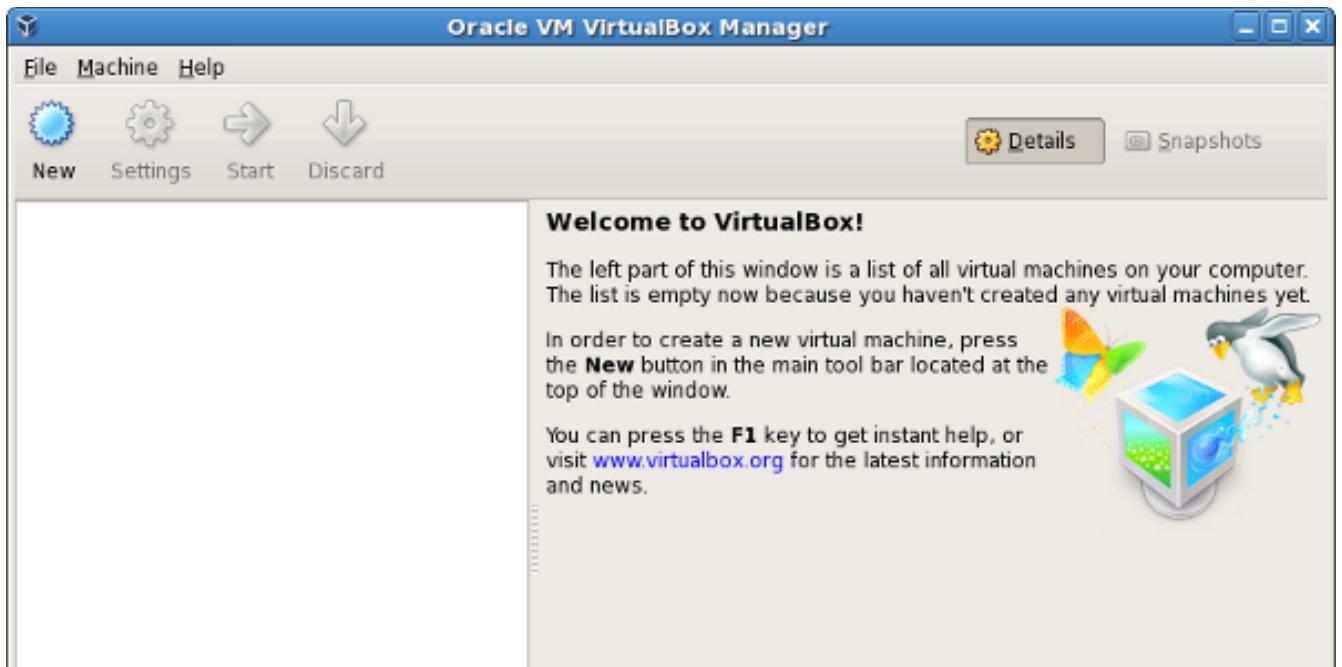 Oracle VM VirtualBox Manager
File Machine Help
New Settings Start Discard
Details Snapshots
Welcome to VirtualBox!
The left part of this window is a list of all virtual machines on your computer.
The list is empty now because you haven't created any virtual machines yet.
In order to create a new virtual machine, press
the New button in the main tool bar located at the
top of the window.
You can press the F1 key to get instant help, or
visit www.virtualbox.org for the latest information
and news.